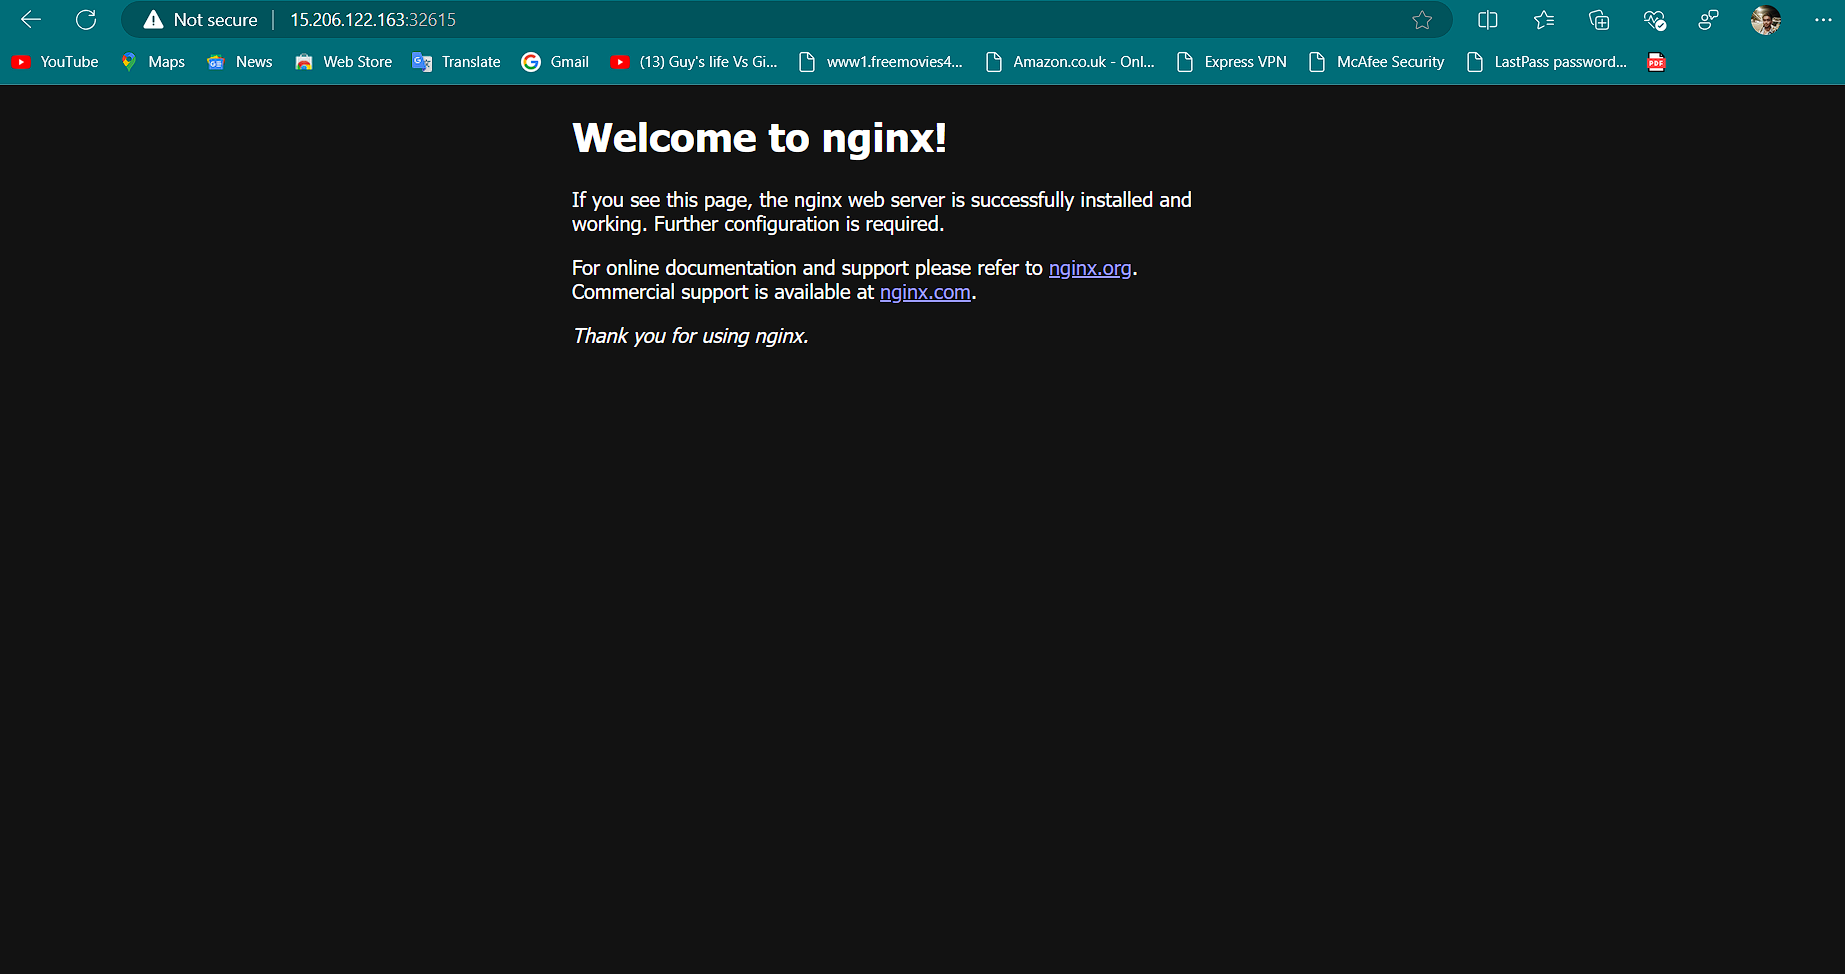 Not secure | 15.206.122.163:32615
YouTube Maps News Web Store Translate Gmail (13) Guy's life Vs Gi... www1.freemovies4... Amazon.co.uk - Onl... Express VPN McAfee Security LastPass password... PDF
Welcome to nginx!
If you see this page, the nginx web server is successfully installed and
working. Further configuration is required.
For online documentation and support please refer to nginx.org.
Commercial support is available at nginx.com.
Thank you for using nginx.